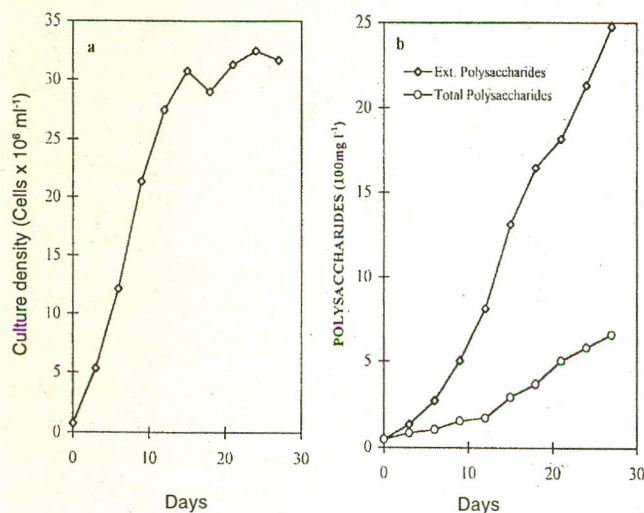 a
35
30
25
20
15
10
5
0
0 10 20 30
Culture density (Cells x 10⁶ ml⁻¹)
Days
b
Ext. Polysaccharides
Total Polysaccharides
25
20
15
10
5
0
0 10 20 30
POLYSACCHARIDES (100mg l⁻¹)
Days